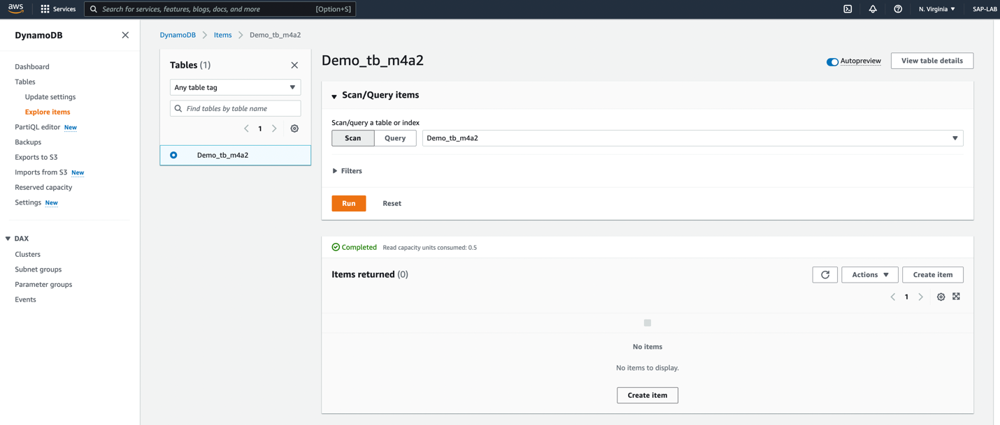 aws
Services
Search for services, features, blogs, docs, and more [Option+S]
N. Virginia
SAP-LAB
DynamoDB
Dashboard
Tables
Update settings
Explore items
PartiQL editor New
Backups
Exports to S3
Imports from S3 New
Reserved capacity
Settings New
DAX
Clusters
Subnet groups
Parameter groups
Events
DynamoDB Items Demo_tb_m4a2
Tables (1)
Any table tag
Find tables by table name
1
Demo_tb_m4a2
Demo_tb_m4a2
Autopreview
View table details
Scan/Query items
Scan/query a table or index
Scan Query Demo_tb_m4a2
Filters
Run Reset
Completed Read capacity units consumed: 0.5
Items returned (0)
Actions Create item
1
No items
No items to display.
Create item